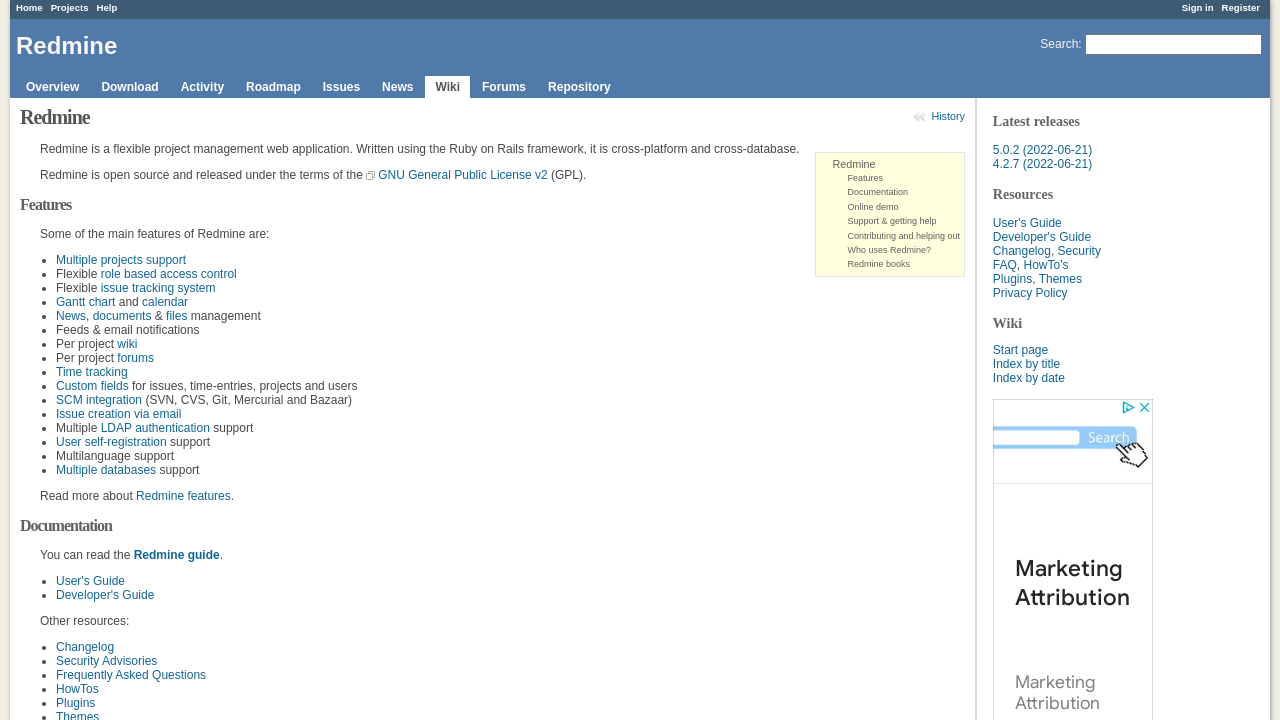 Home Projects Help
Sign in Register
Redmine
Search:
Overview Download Activity Roadmap Issues News Wiki Forums Repository
History
Redmine
Redmine is a flexible project management web application. Written using the Ruby on Rails framework, it is cross-platform and cross-database.
Redmine is open source and released under the terms of the GNU General Public License v2 (GPL).
Redmine
Features
Documentation
Online demo
Support & getting help
Contributing and helping out
Who uses Redmine?
Redmine books
Features
Some of the main features of Redmine are:
Multiple projects support
Flexible role based access control
Flexible issue tracking system
Gantt chart and calendar
News, documents & files management
Feeds & email notifications
Per project wiki
Per project forums
Time tracking
Custom fields for issues, time-entries, projects and users
SCM integration (SVN, CVS, Git, Mercurial and Bazaar)
Issue creation via email
Multiple LDAP authentication support
User self-registration support
Multilanguage support
Multiple databases support
Read more about Redmine features.
Documentation
You can read the Redmine guide.
User's Guide
Developer's Guide
Other resources:
Changelog
Security Advisories
Frequently Asked Questions
HowTos
Plugins
Themes
Latest releases
5.0.2 (2022-06-21)
4.2.7 (2022-06-21)
Resources
User's Guide
Developer's Guide
Changelog, Security
FAQ, HowTo's
Plugins, Themes
Privacy Policy
Wiki
Start page
Index by title
Index by date
Search
Marketing
Attribution
Marketing
Attribution